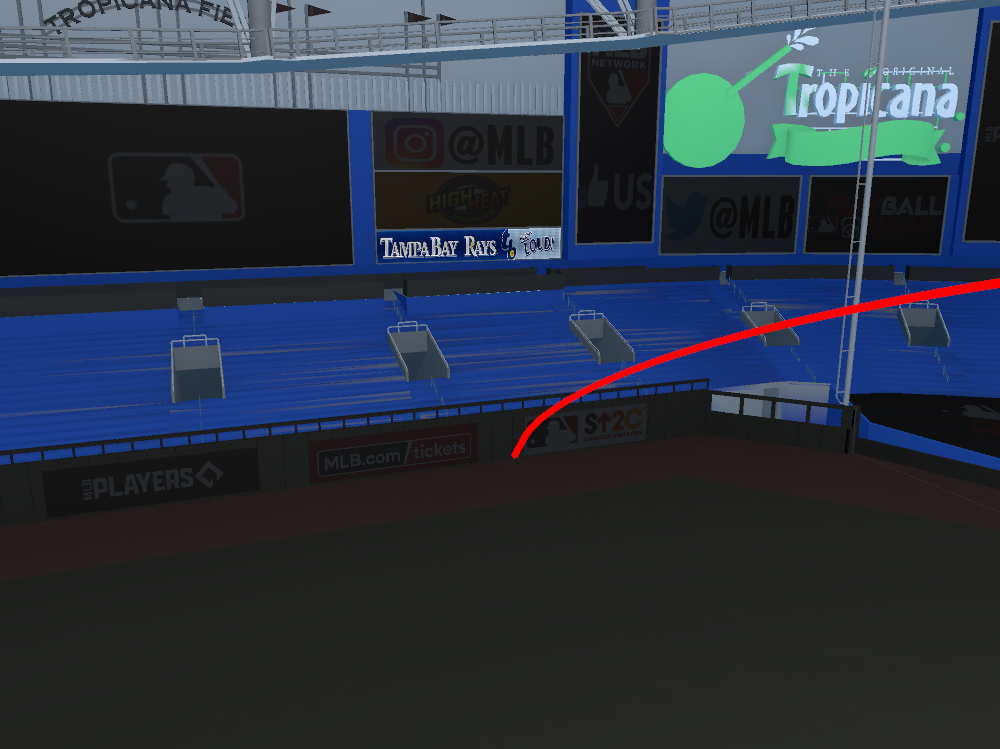 TROPICANA FIE
NETWORK
THE ORIGINAL
Tropicana
@MLB
HIGH HEAT
US
@MLB
BALL
TAMPA BAY RAYS
LOUD!
S↑2C
MLB.com/tickets
MLB PLAYERS